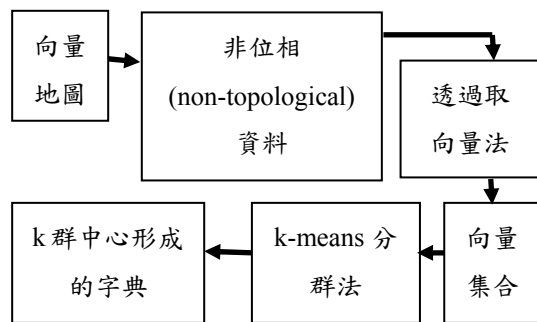 向量
地圖
非位相
(non-topological)
資料
透過取
向量法
向量
集合
k-means 分
群法
k 群中心形成
的字典